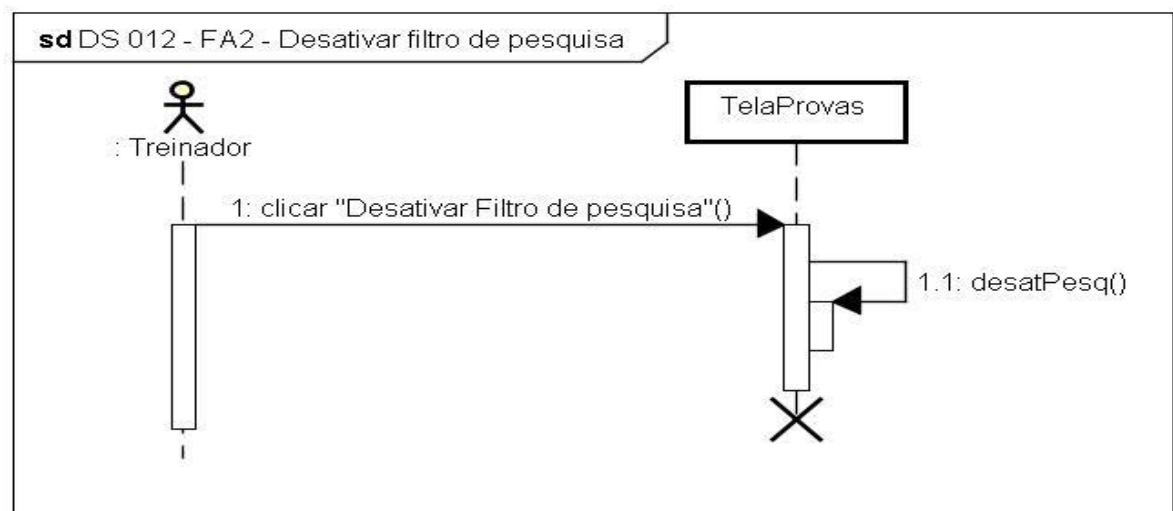 sd DS 012 - FA2 - Desativar filtro de pesquisa
: Treinador
TelaProvas
1: clicar "Desativar Filtro de pesquisa"()
1.1: desatPesq()